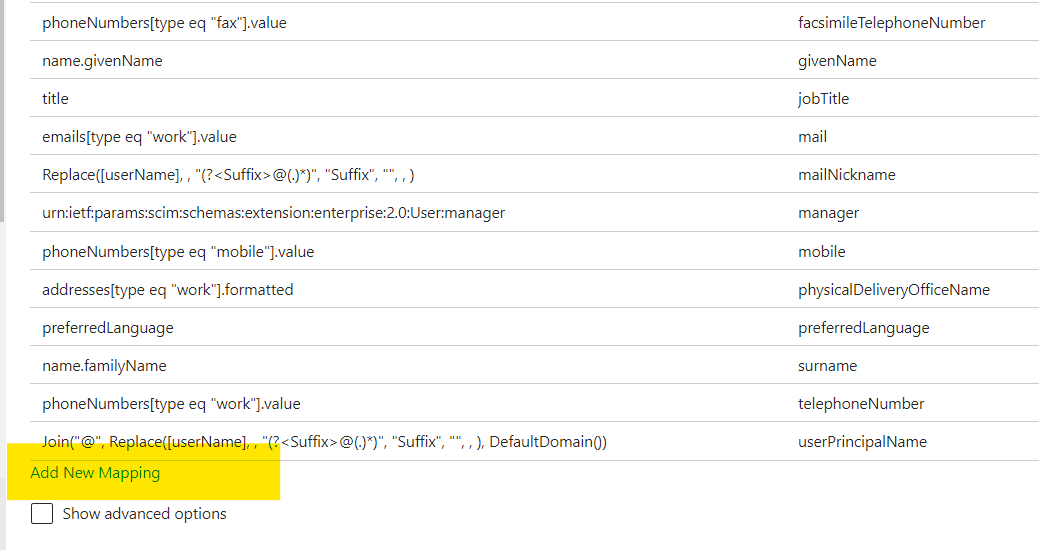 phoneNumbers[type eq "fax"].value facsimileTelephoneNumber
name.givenName givenName
title jobTitle
emails[type eq "work"].value mail
Replace([userName], , "(?<Suffix>@(.)*)", "Suffix", "", , ) mailNickname
urn:ietf:params:scim:schemas:extension:enterprise:2.0:User:manager manager
phoneNumbers[type eq "mobile"].value mobile
addresses[type eq "work"].formatted physicalDeliveryOfficeName
preferredLanguage preferredLanguage
name.familyName surname
phoneNumbers[type eq "work"].value telephoneNumber
Join("@", Replace([userName], , "(?<Suffix>@(.)*)", "Suffix", "", , ), DefaultDomain()) userPrincipalName
Add New Mapping
Show advanced options